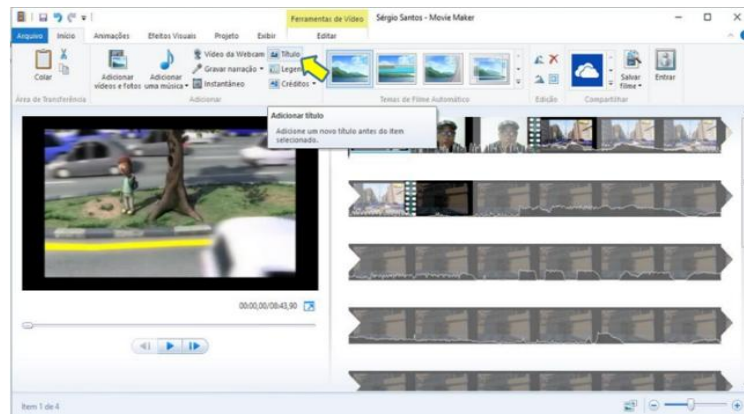 Ferramentas de Vídeo
Sérgio Santos - Movie Maker
Arquivo Início Animações Efeitos Visuais Projeto Exibir Editar
Colar
Adicionar vídeos e fotos
Adicionar uma música
Vídeo da Webcam
Gravar narração
Instantâneo
Título
Legen
Créditos
Salvar filme
Entrar
Área de Transferência Adicionar Temas de Filme Automático Edição Compartilhar
Adicionar título
Adicione um novo título antes do item
selecionado.
00:00,00/08:43,90
Item 1 de 4